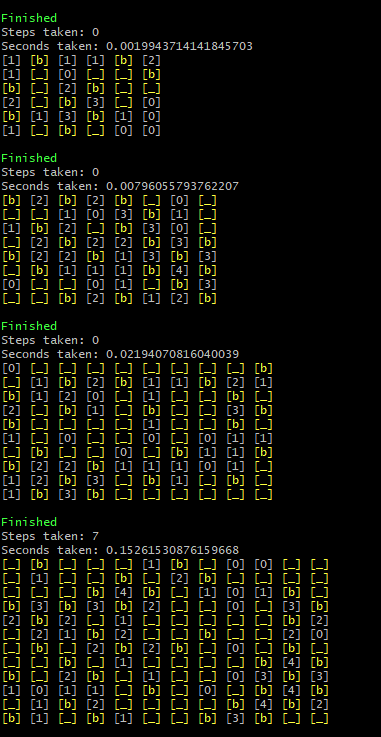 Finished
Steps taken: 0
Seconds taken: 0.0019943714141845703
[1] [b] [1] [1] [b] [2]
[1] [_] [0] [_] [_] [b]
[b] [_] [2] [b] [_] [_]
[2] [_] [b] [3] [_] [0]
[b] [1] [3] [b] [1] [0]
[1] [_] [b] [_] [0] [0]
Finished
Steps taken: 0
Seconds taken: 0.00796055793762207
[b] [2] [b] [2] [b] [_] [0] [_]
[_] [_] [1] [0] [3] [b] [1] [_]
[1] [b] [2] [_] [b] [3] [_] [b]
[_] [2] [b] [2] [2] [b] [3] [b]
[b] [2] [2] [b] [1] [3] [b] [3]
[_] [b] [1] [1] [1] [b] [4] [b]
[0] [_] [0] [_] [1] [0] [_] [3]
[_] [_] [b] [2] [b] [1] [2] [b]
Finished
Steps taken: 0
Seconds taken: 0.02194070816040039
[0] [_] [_] [_] [_] [_] [_] [_] [_] [b]
[_] [1] [b] [2] [b] [1] [1] [b] [2] [1]
[b] [1] [2] [0] [_] [_] [_] [_] [b] [_]
[2] [_] [b] [1] [_] [b] [_] [_] [3] [b]
[b] [_] [_] [_] [_] [_] [_] [_] [b] [_]
[1] [0] [_] [0] [_] [0] [_] [0] [1] [1]
[_] [b] [_] [_] [0] [_] [b] [1] [1] [b]
[b] [2] [2] [b] [1] [1] [1] [0] [1] [_]
[1] [2] [b] [3] [_] [b] [1] [_] [b] [_]
[1] [b] [3] [b] [_] [_] [_] [_] [_] [_]
Finished
Steps taken: 7
Seconds taken: 0.15261530876159668
[_] [b] [_] [_] [_] [1] [b] [_] [0] [0] [_] [_]
[_] [1] [_] [_] [b] [_] [2] [b] [_] [_] [_] [_]
[_] [_] [_] [b] [4] [b] [_] [1] [0] [1] [b] [_]
[b] [3] [b] [3] [b] [2] [_] [_] [0] [_] [3] [b]
[2] [b] [2] [_] [1] [_] [_] [_] [_] [_] [b] [2]
[_] [2] [1] [b] [2] [_] [_] [b] [_] [_] [2] [0]
[b] [_] [2] [b] [_] [2] [b] [2] [0] [_] [b] [_]
[_] [1] [b] [_] [1] [_] [_] [_] [_] [b] [4] [b]
[b] [_] [2] [b] [_] [1] [_] [_] [0] [3] [b] [3]
[1] [0] [1] [1] [_] [b] [_] [0] [_] [b] [4] [b]
[_] [1] [b] [_] [_] [_] [_] [_] [b] [4] [b] [2]
[b] [1] [_] [b] [1] [_] [_] [b] [3] [b] [_] [_]